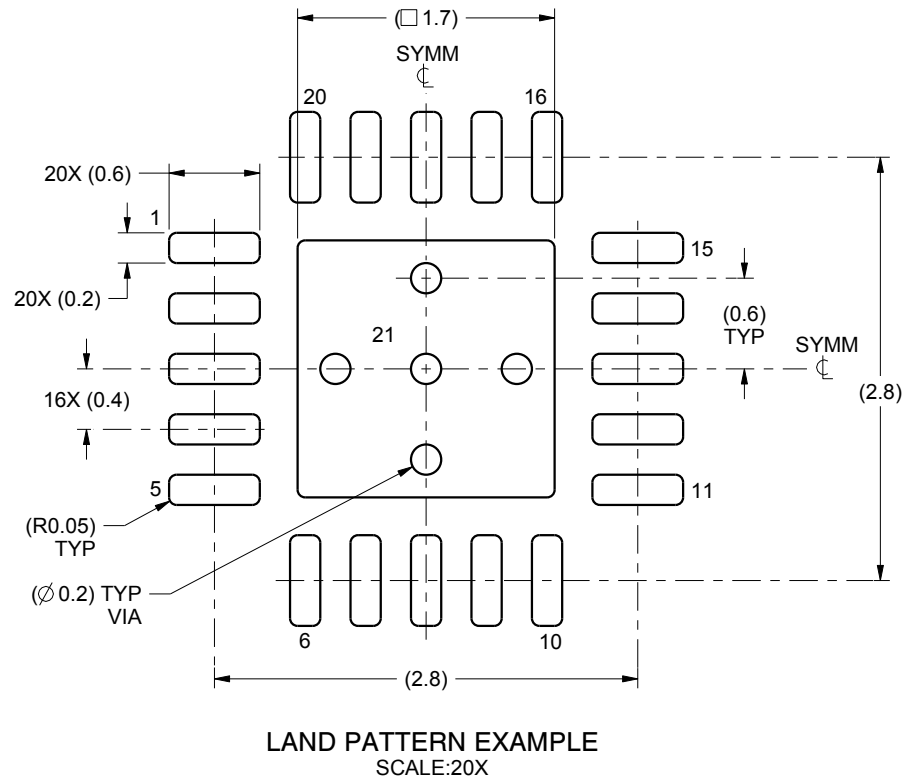 (□ 1.7)
SYMM
℄
20
16
20X (0.6)
1
15
20X (0.2)
21
(0.6)
TYP
SYMM
℄
16X (0.4)
(2.8)
5
11
(R0.05)
TYP
(∅ 0.2) TYP
VIA
6
10
(2.8)
LAND PATTERN EXAMPLE
SCALE:20X